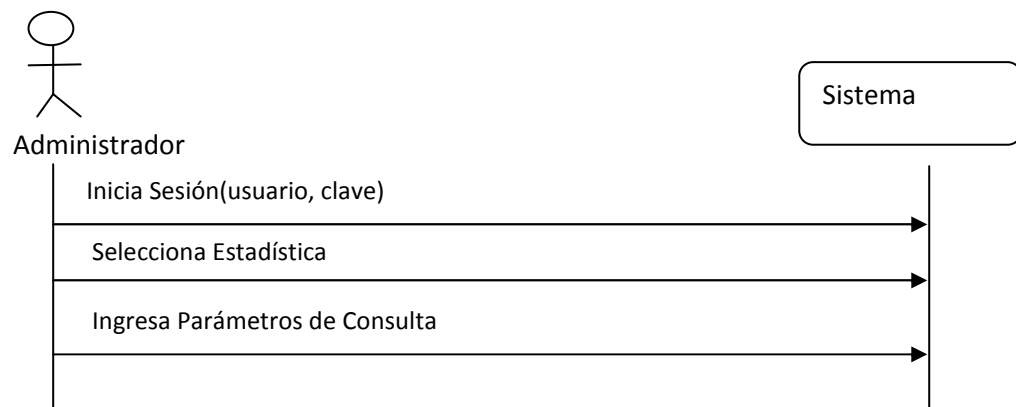 Sistema
Administrador
Inicia Sesión(usuario, clave)
Selecciona Estadística
Ingresa Parámetros de Consulta